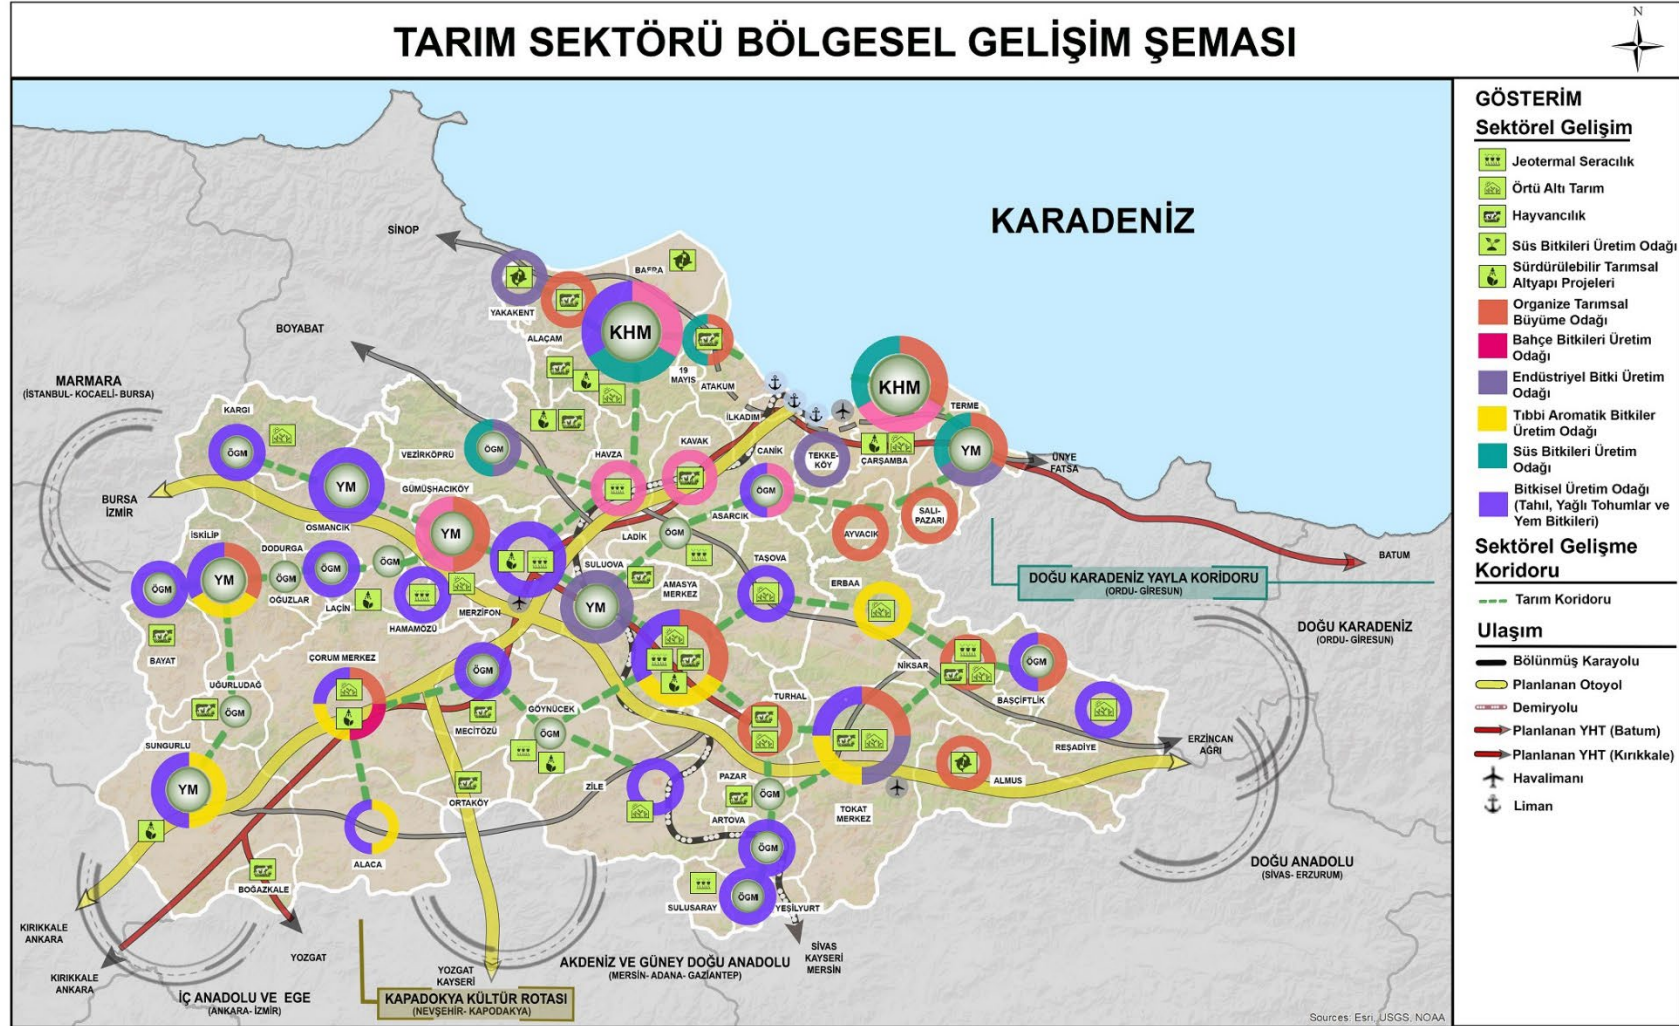 TARIM SEKTÖRÜ BÖLGESEL GELİŞİM ŞEMASI
N
KARADENİZ
SİNOP
BAFRA
YAKAKENT
KHM
ALAÇAM
BOYABAT
19
MAYIS
ATAKUM
KHM
MARMARA
(İSTANBUL- KOCAELİ- BURSA)
İLKADIM
TERME
KARGI
ÖGM
VEZİRKÖPRÜ
ÖGM
HAVZA
KAVAK
CANİK
TEKKE-
KÖY
ÇARŞAMBA
YM
ÜNYE
FATSA
BURSA
İZMİR
YM
GÜMÜŞHACIKÖY
ÖGM
ASARCIK
SALI-
PAZARI
OSMANCIK
YM
AYVACIK
İSKİLİP
DODURGA
LADİK
ÖGM
BATUM
ÖGM
YM
ÖGM
OĞUZLAR
ÖGM
LAÇİN
ÖGM
SULUOVA
YM
TAŞOVA
AMASYA
MERKEZ
ERBAA
DOĞU KARADENİZ YAYLA KORİDORU
(ORDU- GİRESUN)
HAMAMÖZÜ
MERZİFON
DOĞU KARADENİZ
(ORDU- GİRESUN)
BAYAT
ÇORUM MERKEZ
ÖGM
NİKSAR
ÖGM
BAŞÇİFTLİK
UĞURLUDAĞ
ÖGM
MECİTÖZÜ
GÖYNÜCEK
ÖGM
TURHAL
REŞADİYE
ERZİNCAN
AĞRI
SUNGURLU
YM
ORTAKÖY
ZİLE
PAZAR
ÖGM
ARTOVA
TOKAT
MERKEZ
ALMUS
ALACA
ÖGM
BOĞAZKALE
SULUSARAY
ÖGM
YEŞİLYURT
DOĞU ANADOLU
(SİVAS- ERZURUM)
KIRIKKALE
ANKARA
KIRIKKALE
ANKARA
YOZGAT
YOZGAT
KAYSERİ
AKDENİZ VE GÜNEY DOĞU ANADOLU
(MERSİN- ADANA- GAZİANTEP)
SİVAS
KAYSERİ
MERSİN
İÇ ANADOLU VE EGE
(ANKARA- İZMİR)
KAPADOKYA KÜLTÜR ROTASI
(NEVŞEHİR- KAPODAKYA)
Sources: Esri, USGS, NOAA
GÖSTERİM
Sektörel Gelişim
Jeotermal Seracılık
Örtü Altı Tarım
Hayvancılık
Süs Bitkileri Üretim Odağı
Sürdürülebilir Tarımsal
Altyapı Projeleri
Organize Tarımsal
Büyüme Odağı
Bahçe Bitkileri Üretim
Odağı
Endüstriyel Bitki Üretim
Odağı
Tıbbi Aromatik Bitkiler
Üretim Odağı
Süs Bitkileri Üretim
Odağı
Bitkisel Üretim Odağı
(Tahıl, Yağlı Tohumlar ve
Yem Bitkileri)
Sektörel Gelişme
Koridoru
Tarım Koridoru
Ulaşım
Bölünmüş Karayolu
Planlanan Otoyol
Demiryolu
Planlanan YHT (Batum)
Planlanan YHT (Kırıkkale)
Havalimanı
Liman